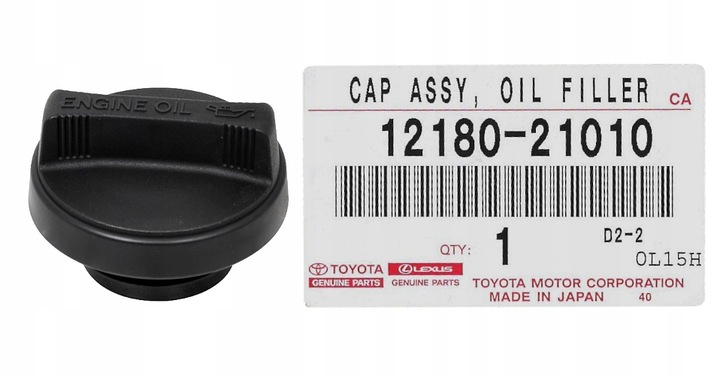 ENGINE OIL
CAP ASSY, OIL FILLER CA
12180-21010
QTY: 1 D2-2
OL15H
TOYOTA LEXUS
GENUINE PARTS GENUINE PARTS
TOYOTA MOTOR CORPORATION
MADE IN JAPAN 40